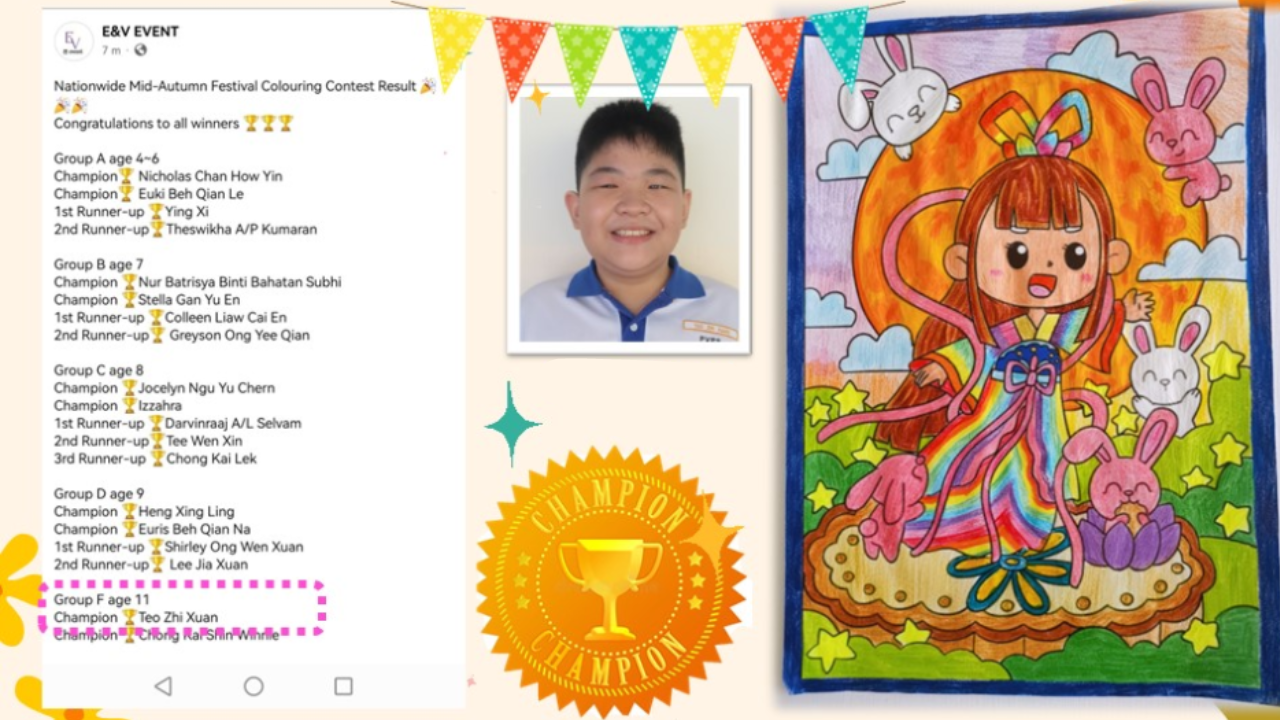 E&V EVENT
7 m ·
Nationwide Mid-Autumn Festival Colouring Contest Result 🎉
🎉🎉
Congratulations to all winners 🏆🏆🏆
Group A age 4~6
Champion🏆 Nicholas Chan How Yin
Champion🏆 Euki Beh Qian Le
1st Runner-up 🏆Ying Xi
2nd Runner-up🏆Theswikha A/P Kumaran
Group B age 7
Champion 🏆Nur Batrisya Binti Bahatan Subhi
Champion 🏆Stella Gan Yu En
1st Runner-up 🏆Colleen Liaw Cai En
2nd Runner-up🏆 Greyson Ong Yee Qian
Group C age 8
Champion 🏆Jocelyn Ngu Yu Chern
Champion 🏆Izzahra
1st Runner-up 🏆Darvinraaj A/L Selvam
2nd Runner-up🏆Tee Wen Xin
3rd Runner-up 🏆Chong Kai Lek
Group D age 9
Champion 🏆Heng Xing Ling
Champion 🏆Euris Beh Qian Na
1st Runner-up 🏆Shirley Ong Wen Xuan
2nd Runner-up🏆 Lee Jia Xuan
Group F age 11
Champion 🏆Teo Zhi Xuan
Champion 🏆Chong Kai Shin Winnie
CHAMPION
CHAMPION